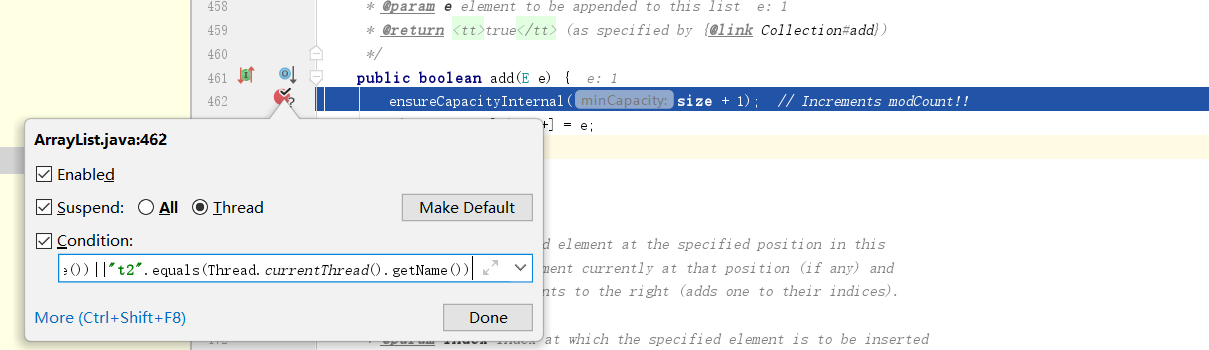 458 * @param e element to be appended to this list e: 1
459 * @return <tt>true</tt> (as specified by {@link Collection#add})
460 */
461 public boolean add(E e) { e: 1
462 ensureCapacityInternal( minCapacity: size + 1); // Increments modCount!!
] = e;
ArrayList.java:462
Enabled
Suspend: All Thread Make Default
Condition:
element at the specified position in this
e())||"t2".equals(Thread.currentThread().getName())
currently at that position (if any) and
to the right (adds one to their indices).
More (Ctrl+Shift+F8) Done
index at which the specified element is to be inserted